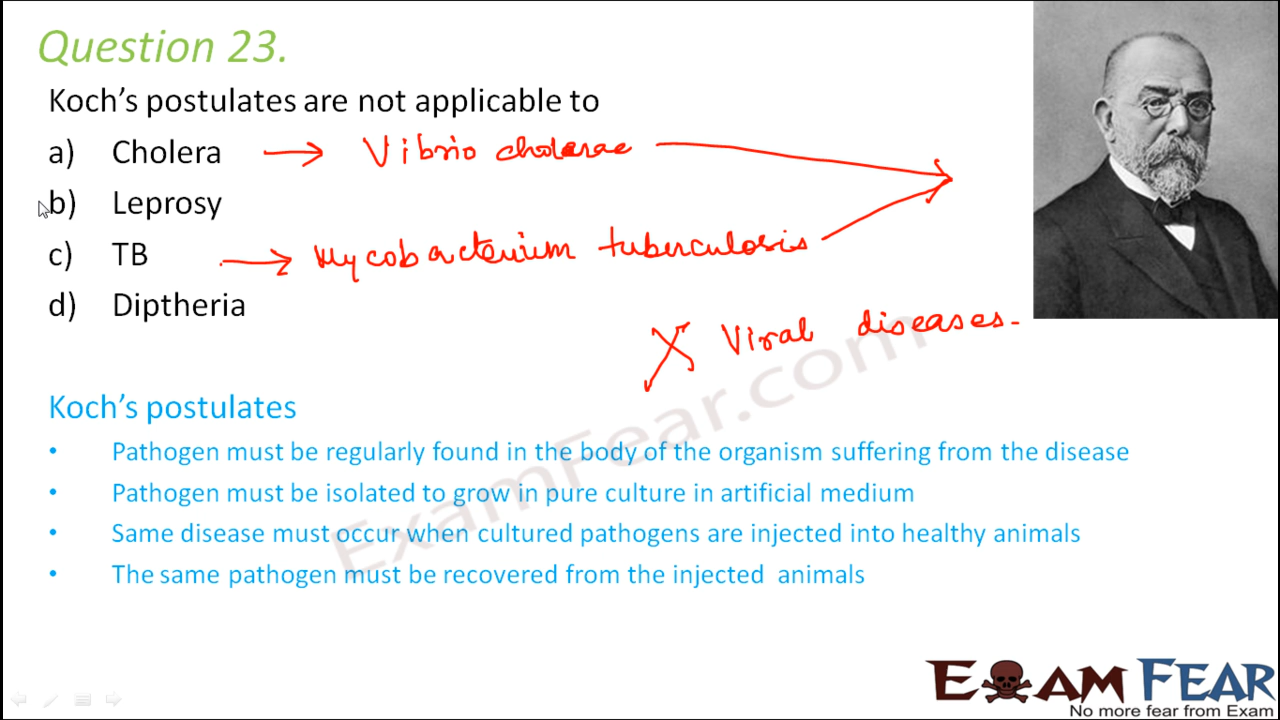 Question 23.
Koch's postulates are not applicable to
a) Cholera → Vibrio cholerae
b) Leprosy
c) TB → Mycobacterium tuberculosis
d) Diptheria
X Viral diseases.
Koch's postulates
• Pathogen must be regularly found in the body of the organism suffering from the disease
• Pathogen must be isolated to grow in pure culture in artificial medium
• Same disease must occur when cultured pathogens are injected into healthy animals
• The same pathogen must be recovered from the injected animals
ExamFear.com
EXAM FEAR
No more fear from Exam